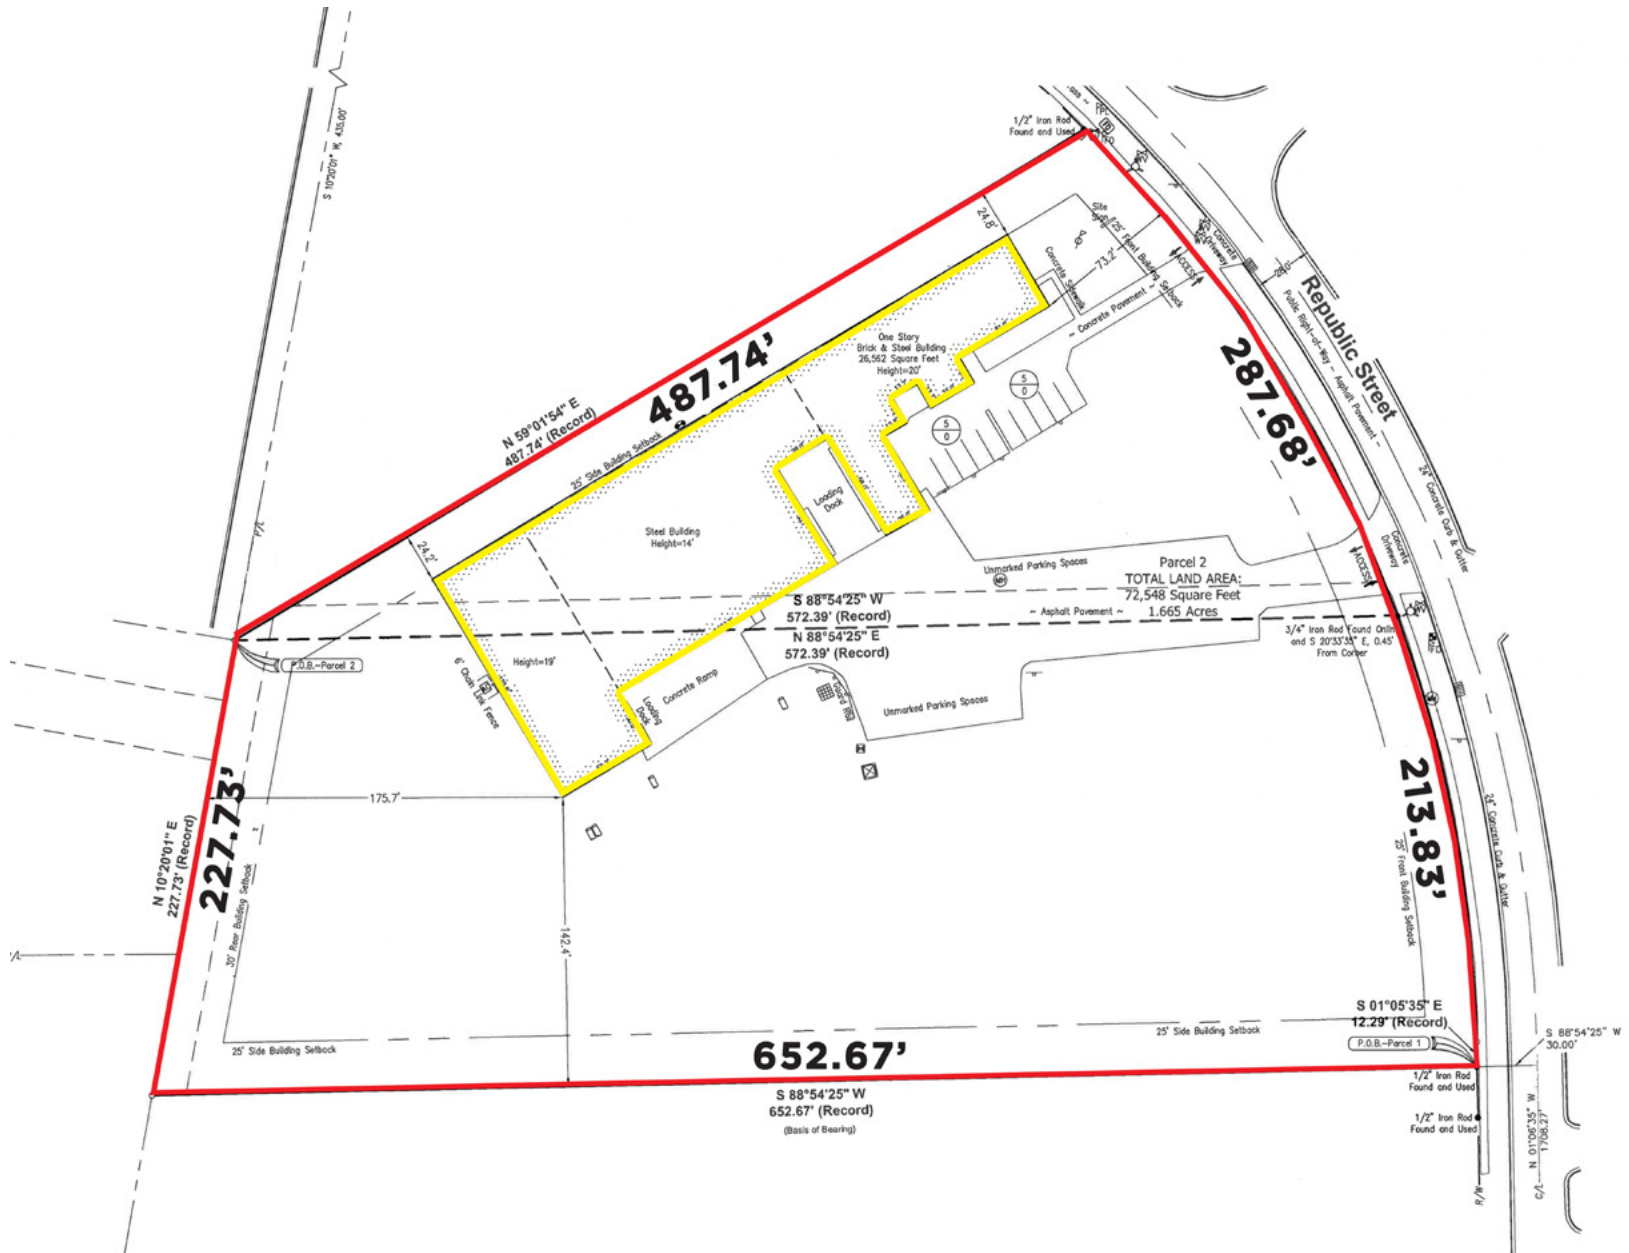 S 10°20'01" W, 435.00'
1/2" Iron Rod
Found and Used
24.8'
Site
Sign
25' Front Building Setback
73.2'
Concrete Sidewalk
ACCESS
Concrete
Driveway
~ Concrete Pavement ~
Republic Street
Public Right-of-Way - Asphalt Pavement -
One Story
Brick & Steel Building
26,562 Square Feet
Height=20'
487.74'
287.68'
N 59°01'54" E
487.74' (Record)
25' Side Building Setback
5
0
5
0
24" Concrete Curb & Gutter
Loading
Dock
Steel Building
Height=14'
24.2'
P/L
Unmarked Parking Spaces
Parcel 2
TOTAL LAND AREA:
72,548 Square Feet
1.665 Acres
ACCESS
Concrete
Driveway
S 88°54'25" W
572.39' (Record)
~ Asphalt Pavement ~
N 88°54'25" E
572.39' (Record)
3/4" Iron Rod Found Online
and S 20°33'35" E, 0.45'
From Corner
P.O.B.-Parcel 2
Height=19'
6' Chain Link Fence
Concrete Ramp
Loading
Dock
Guard Rail
Unmarked Parking Spaces
175.7'
227.73'
N 10°20'01" E
227.73' (Record)
30' Rear Building Setback
213.83'
25' Front Building Setback
24" Concrete Curb & Gutter
142.4'
S 01°05'35" E
12.29' (Record)
P.O.B.-Parcel 1
25' Side Building Setback
25' Side Building Setback
S 88°54'25" W
30.00'
652.67'
S 88°54'25" W
652.67' (Record)
(Basis of Bearing)
1/2" Iron Rod
Found and Used
1/2" Iron Rod
Found and Used
R/W
C/L
N 01°06'35" W
1708.27'